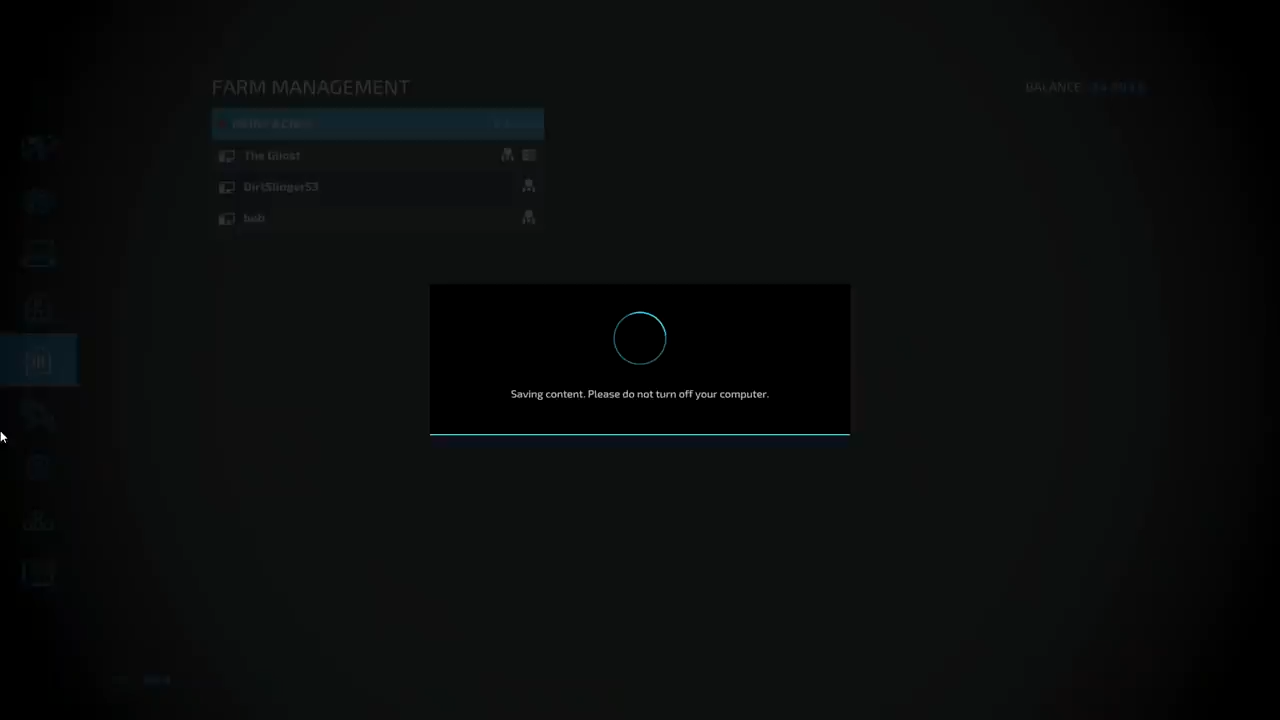 FARM MANAGEMENT
BALANCE:
The Ghost
DirtSlinger53
bob
Saving content. Please do not turn off your computer.